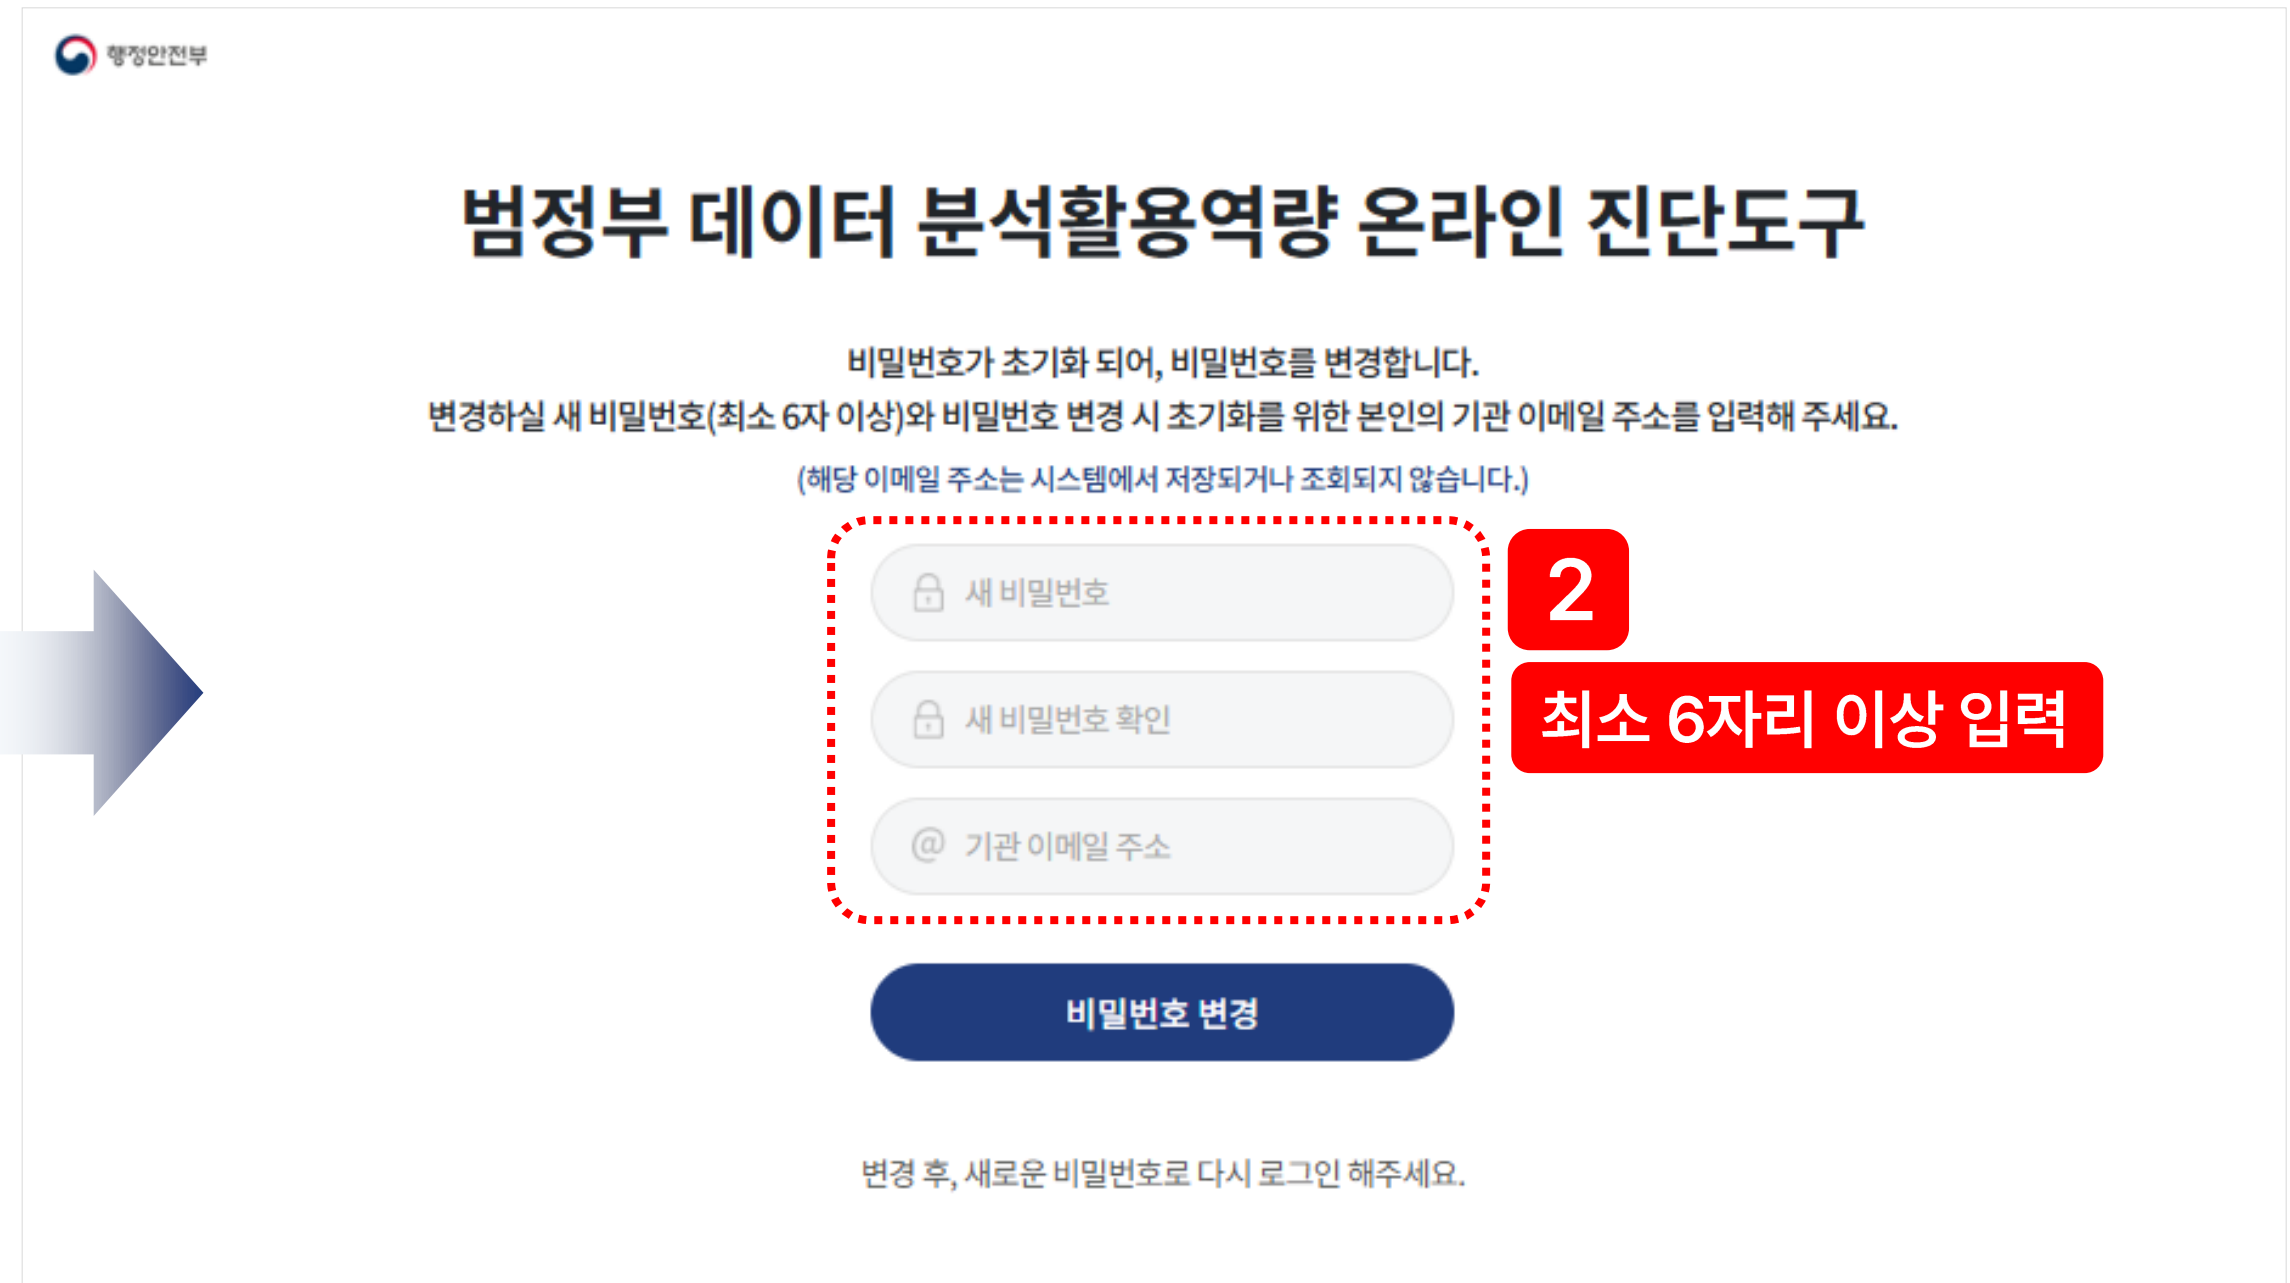 행정안전부
범정부 데이터 분석활용역량 온라인 진단도구
비밀번호가 초기화 되어, 비밀번호를 변경합니다.
변경하실 새 비밀번호(최소 6자 이상)와 비밀번호 변경 시 초기화를 위한 본인의 기관 이메일 주소를 입력해 주세요.
(해당 이메일 주소는 시스템에서 저장되거나 조회되지 않습니다.)
새 비밀번호
2
새 비밀번호 확인
최소 6자리 이상 입력
@ 기관 이메일 주소
비밀번호 변경
변경 후, 새로운 비밀번호로 다시 로그인 해주세요.